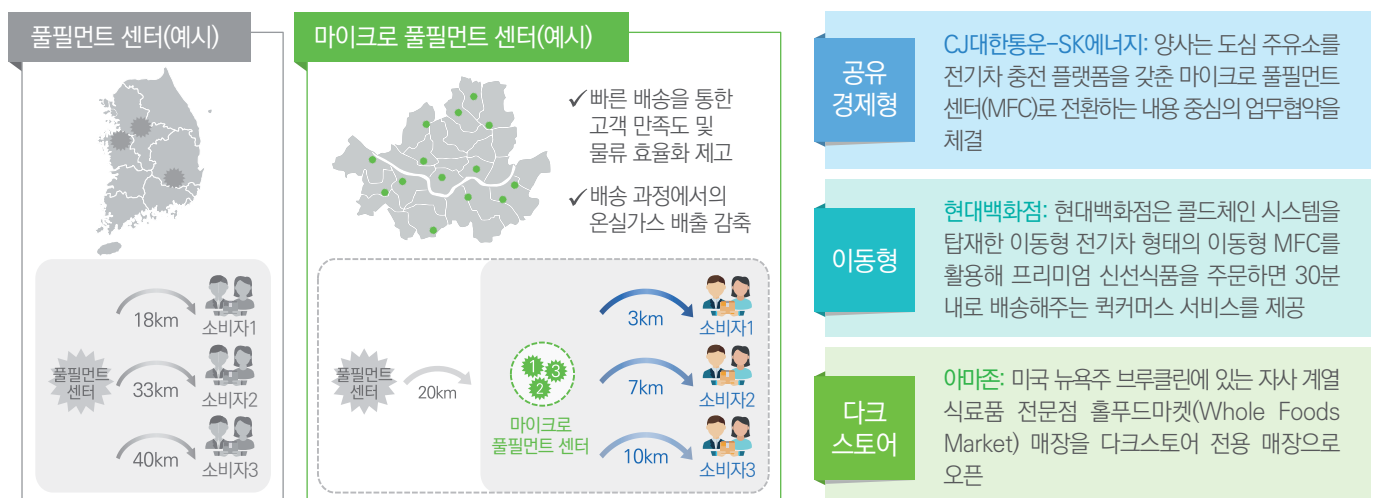 풀필먼트 센터(예시)
18km
소비자1
풀필먼트
센터
33km
소비자2
40km
소비자3
마이크로 풀필먼트 센터(예시)
✓빠른 배송을 통한
고객 만족도 및
물류 효율화 제고
✓배송 과정에서의
온실가스 배출 감축
풀필먼트
센터
20km
1
3
2
마이크로
풀필먼트 센터
3km
소비자1
7km
소비자2
10km
소비자3
공유
경제형
CJ대한통운-SK에너지: 양사는 도심 주유소를
전기차 충전 플랫폼을 갖춘 마이크로 풀필먼트
센터(MFC)로 전환하는 내용 중심의 업무협약을
체결
이동형
현대백화점: 현대백화점은 콜드체인 시스템을
탑재한 이동형 전기차 형태의 이동형 MFC를
활용해 프리미엄 신선식품을 주문하면 30분
내로 배송해주는 퀵커머스 서비스를 제공
다크
스토어
아마존: 미국 뉴욕주 브루클린에 있는 자사 계열
식료품 전문점 홀푸드마켓(Whole Foods
Market) 매장을 다크스토어 전용 매장으로
오픈